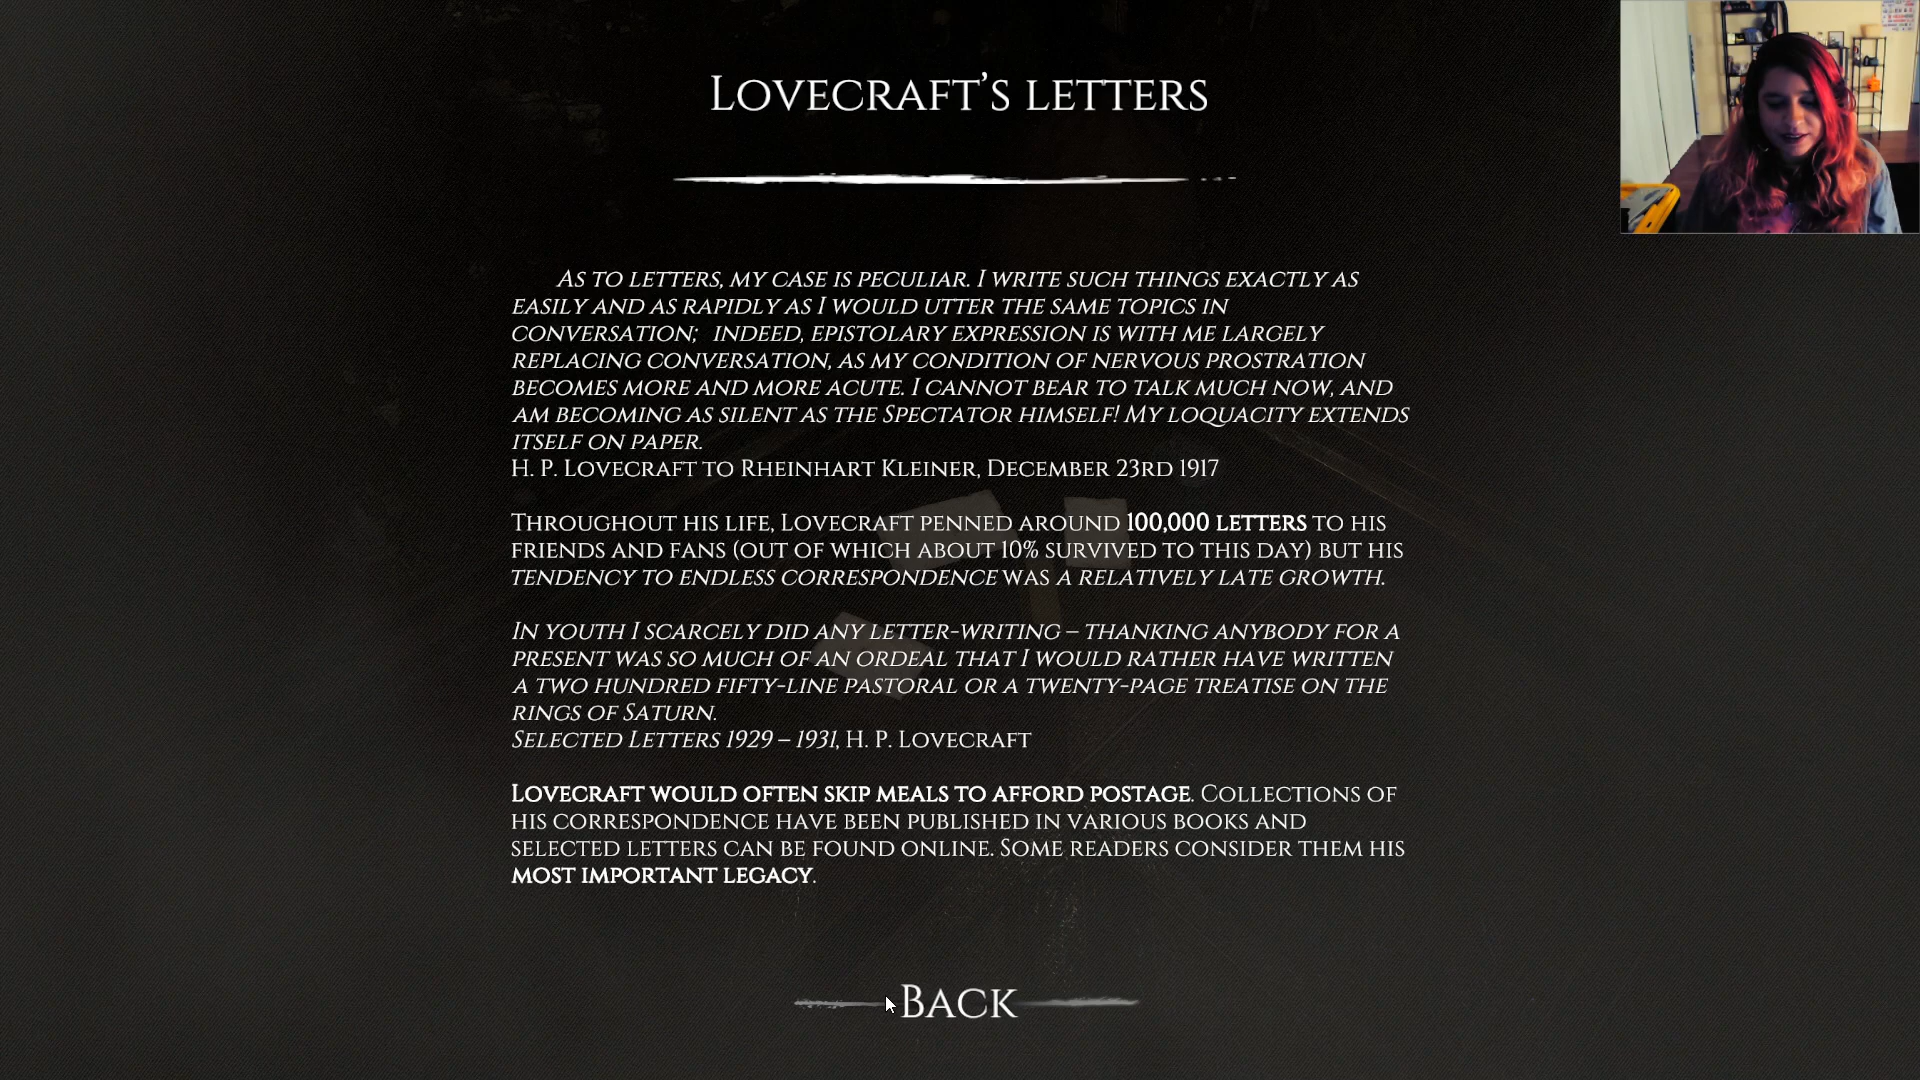 Lovecraft's letters
As to letters, my case is peculiar. I write such things exactly as
easily and as rapidly as I would utter the same topics in
conversation; indeed, epistolary expression is with me largely
replacing conversation, as my condition of nervous prostration
becomes more and more acute. I cannot bear to talk much now, and
am becoming as silent as the Spectator himself! My loquacity extends
itself on paper.
H. P. Lovecraft to Rheinhart Kleiner, December 23rd 1917
Throughout his life, Lovecraft penned around 100,000 letters to his
friends and fans (out of which about 10% survived to this day) but his
tendency to endless correspondence was a relatively late growth.
In youth I scarcely did any letter-writing – thanking anybody for a
present was so much of an ordeal that I would rather have written
a two hundred fifty-line pastoral or a twenty-page treatise on the
rings of Saturn.
Selected Letters 1929 – 1931, H. P. Lovecraft
Lovecraft would often skip meals to afford postage. Collections of
his correspondence have been published in various books and
selected letters can be found online. Some readers consider them his
most important legacy.
Back